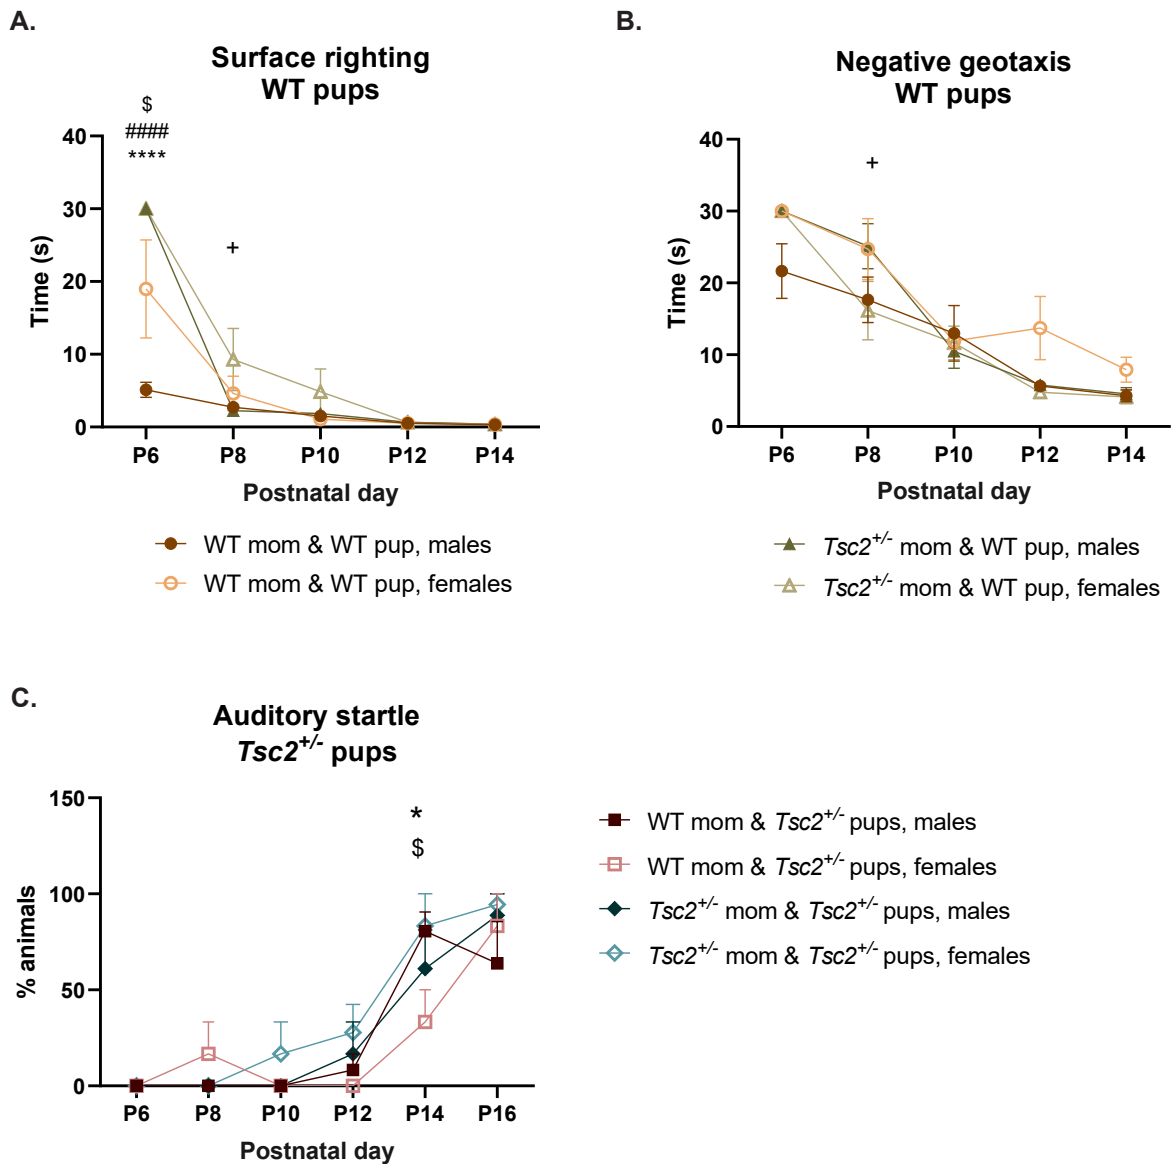 A.
Surface righting
WT pups
$
####
****
+
40
30
20
10
0
Time (s)
P6 P8 P10 P12 P14
Postnatal day
WT mom & WT pup, males
WT mom & WT pup, females
B.
Negative geotaxis
WT pups
+
40
30
20
10
0
Time (s)
P6 P8 P10 P12 P14
Postnatal day
Tsc2+/- mom & WT pup, males
Tsc2+/- mom & WT pup, females
C.
Auditory startle
Tsc2+/- pups
*
$
150
100
50
0
% animals
P6 P8 P10 P12 P14 P16
Postnatal day
WT mom & Tsc2+/- pups, males
WT mom & Tsc2+/- pups, females
Tsc2+/- mom & Tsc2+/- pups, males
Tsc2+/- mom & Tsc2+/- pups, females